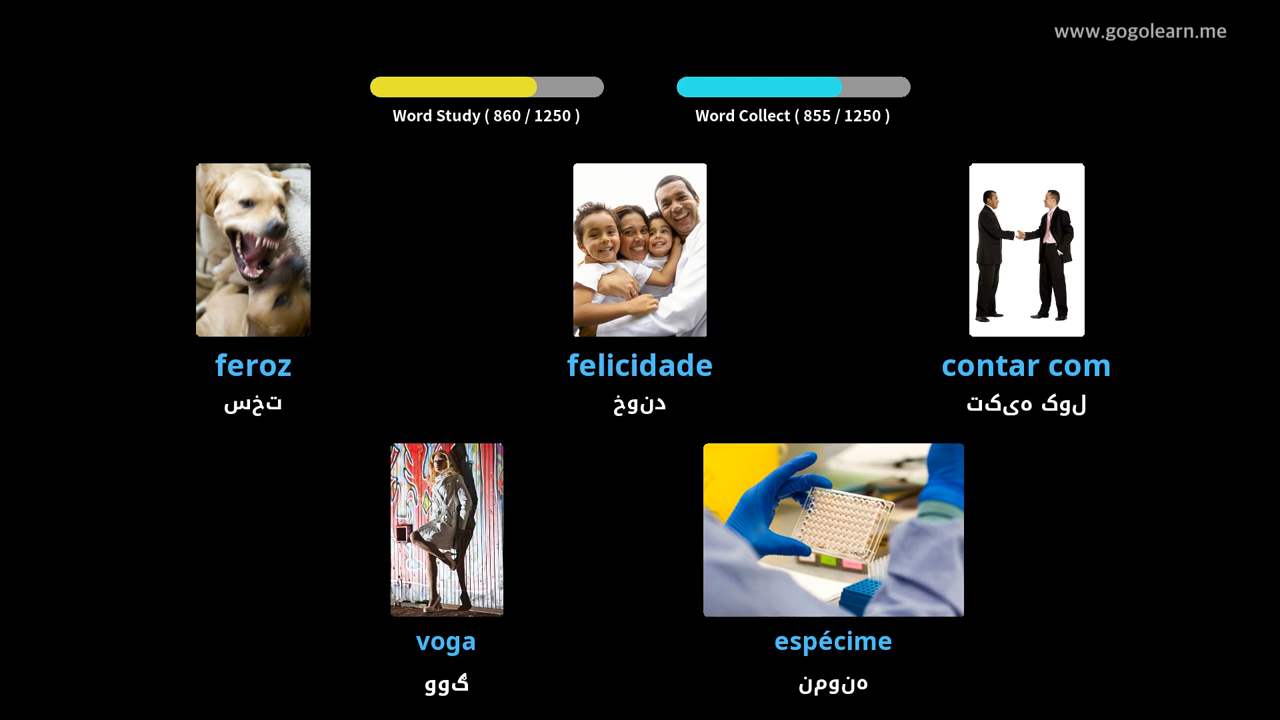 www.gogolearn.me
Word Study ( 860 / 1250 )
Word Collect ( 855 / 1250 )
feroz
felicidade
contar com
تخس
دنوخ
لوک هیکت
voga
espécime
گوو
هنومن